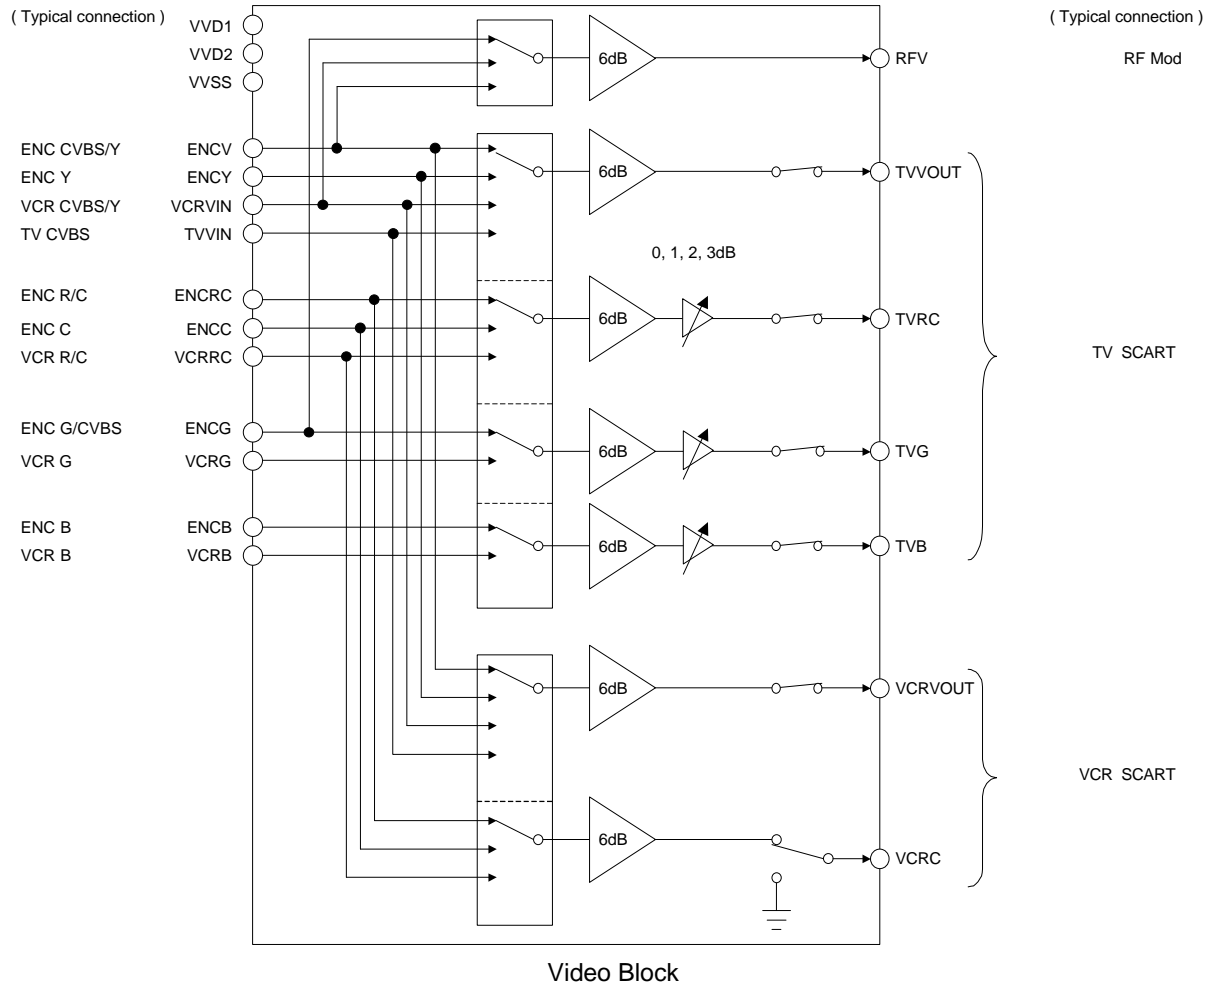 ( Typical connection )
( Typical connection )
VVD1
VVD2
VVSS
6dB
RFV
RF Mod
ENC CVBS/Y
ENCV
ENC Y
ENCY
VCR CVBS/Y
VCRVIN
TV CVBS
TVVIN
6dB
TVVOUT
0, 1, 2, 3dB
ENC R/C
ENCRC
ENC C
ENCC
VCR R/C
VCRRC
6dB
TVRC
TV SCART
ENC G/CVBS
ENCG
VCR G
VCRG
6dB
TVG
ENC B
ENCB
VCR B
VCRB
6dB
TVB
6dB
VCRVOUT
VCR SCART
6dB
VCRC
Video Block